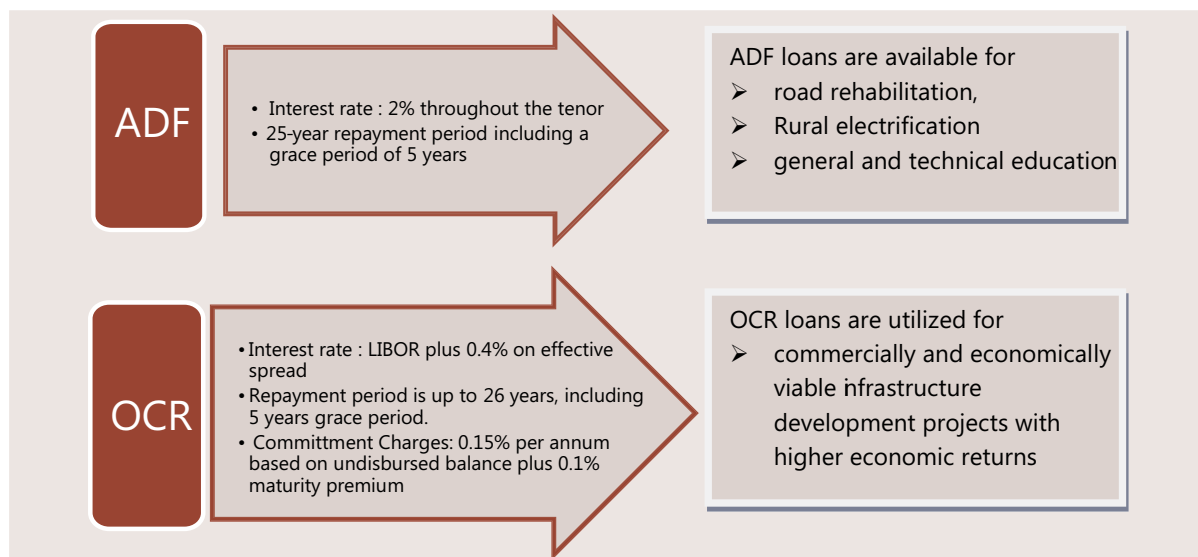 ADF
• Interest rate : 2% throughout the tenor
• 25-year repayment period including a
grace period of 5 years
ADF loans are available for
➢ road rehabilitation,
➢ Rural electrification
➢ general and technical education
OCR
• Interest rate : LIBOR plus 0.4% on effective
spread
• Repayment period is up to 26 years, including
5 years grace period.
• Committment Charges: 0.15% per annum
based on undisbursed balance plus 0.1%
maturity premium
OCR loans are utilized for
➢ commercially and economically
viable infrastructure
development projects with
higher economic returns